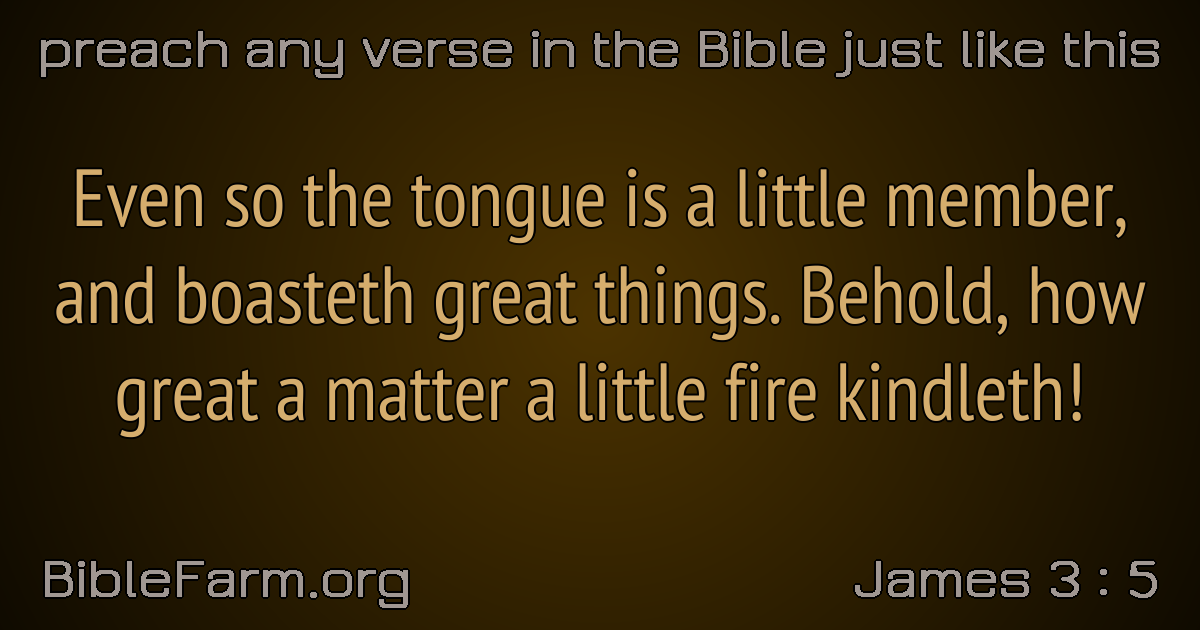 preach any verse in the Bible just like this
Even so the tongue is a little member,
and boasteth great things. Behold, how
great a matter a little fire kindleth!
BibleFarm.org
James 3 : 5